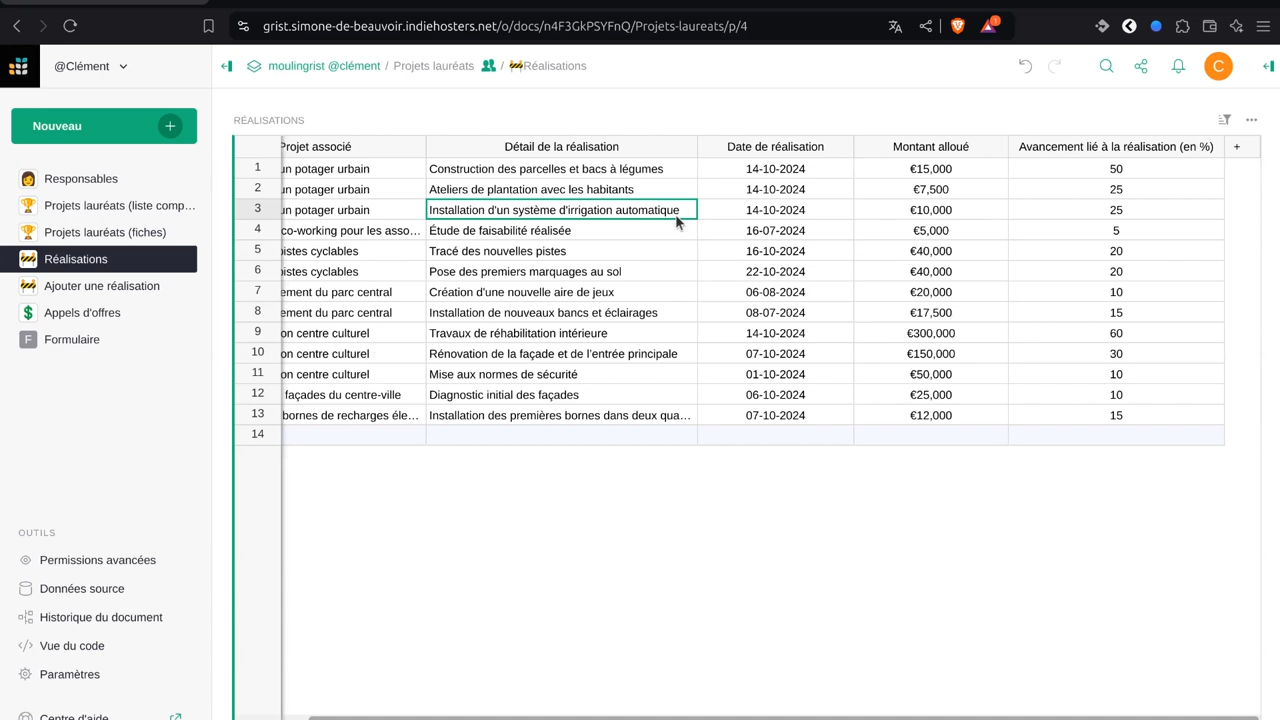 grist.simone-de-beauvoir.indiehosters.net/o/docs/n4F3GkPSYFnQ/Projets-laureats/p/4
1
@Clément
moulingrist @clément / Projets lauréats / 🚧Réalisations
C
Nouveau
+
Responsables
Projets lauréats (liste comp...
Projets lauréats (fiches)
Réalisations
Ajouter une réalisation
Appels d'offres
F Formulaire
OUTILS
Permissions avancées
Données source
Historique du document
Vue du code
Paramètres
Centre d'aide
RÉALISATIONS
Projet associé Détail de la réalisation Date de réalisation Montant alloué Avancement lié à la réalisation (en %) +
1 un potager urbain Construction des parcelles et bacs à légumes 14-10-2024 €15,000 50
2 un potager urbain Ateliers de plantation avec les habitants 14-10-2024 €7,500 25
3 un potager urbain Installation d'un système d'irrigation automatique 14-10-2024 €10,000 25
4 co-working pour les asso... Étude de faisabilité réalisée 16-07-2024 €5,000 5
5 pistes cyclables Tracé des nouvelles pistes 16-10-2024 €40,000 20
6 pistes cyclables Pose des premiers marquages au sol 22-10-2024 €40,000 20
7 ement du parc central Création d'une nouvelle aire de jeux 06-08-2024 €20,000 10
8 ement du parc central Installation de nouveaux bancs et éclairages 08-07-2024 €17,500 15
9 on centre culturel Travaux de réhabilitation intérieure 14-10-2024 €300,000 60
10 on centre culturel Rénovation de la façade et de l'entrée principale 07-10-2024 €150,000 30
11 on centre culturel Mise aux normes de sécurité 01-10-2024 €50,000 10
12 façades du centre-ville Diagnostic initial des façades 06-10-2024 €25,000 10
13 bornes de recharges éle... Installation des premières bornes dans deux qua... 07-10-2024 €12,000 15
14